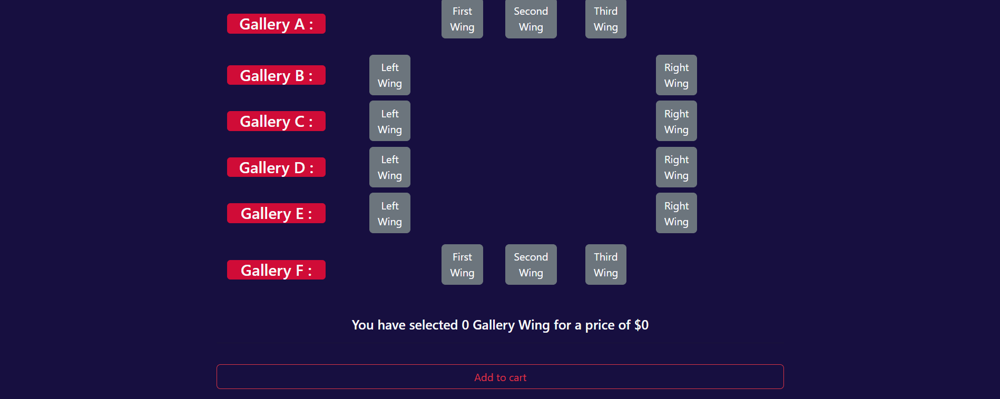 Gallery A :
First Wing
Second Wing
Third Wing
Gallery B :
Left Wing
Right Wing
Gallery C :
Left Wing
Right Wing
Gallery D :
Left Wing
Right Wing
Gallery E :
Left Wing
Right Wing
Gallery F :
First Wing
Second Wing
Third Wing
You have selected 0 Gallery Wing for a price of $0
Add to cart